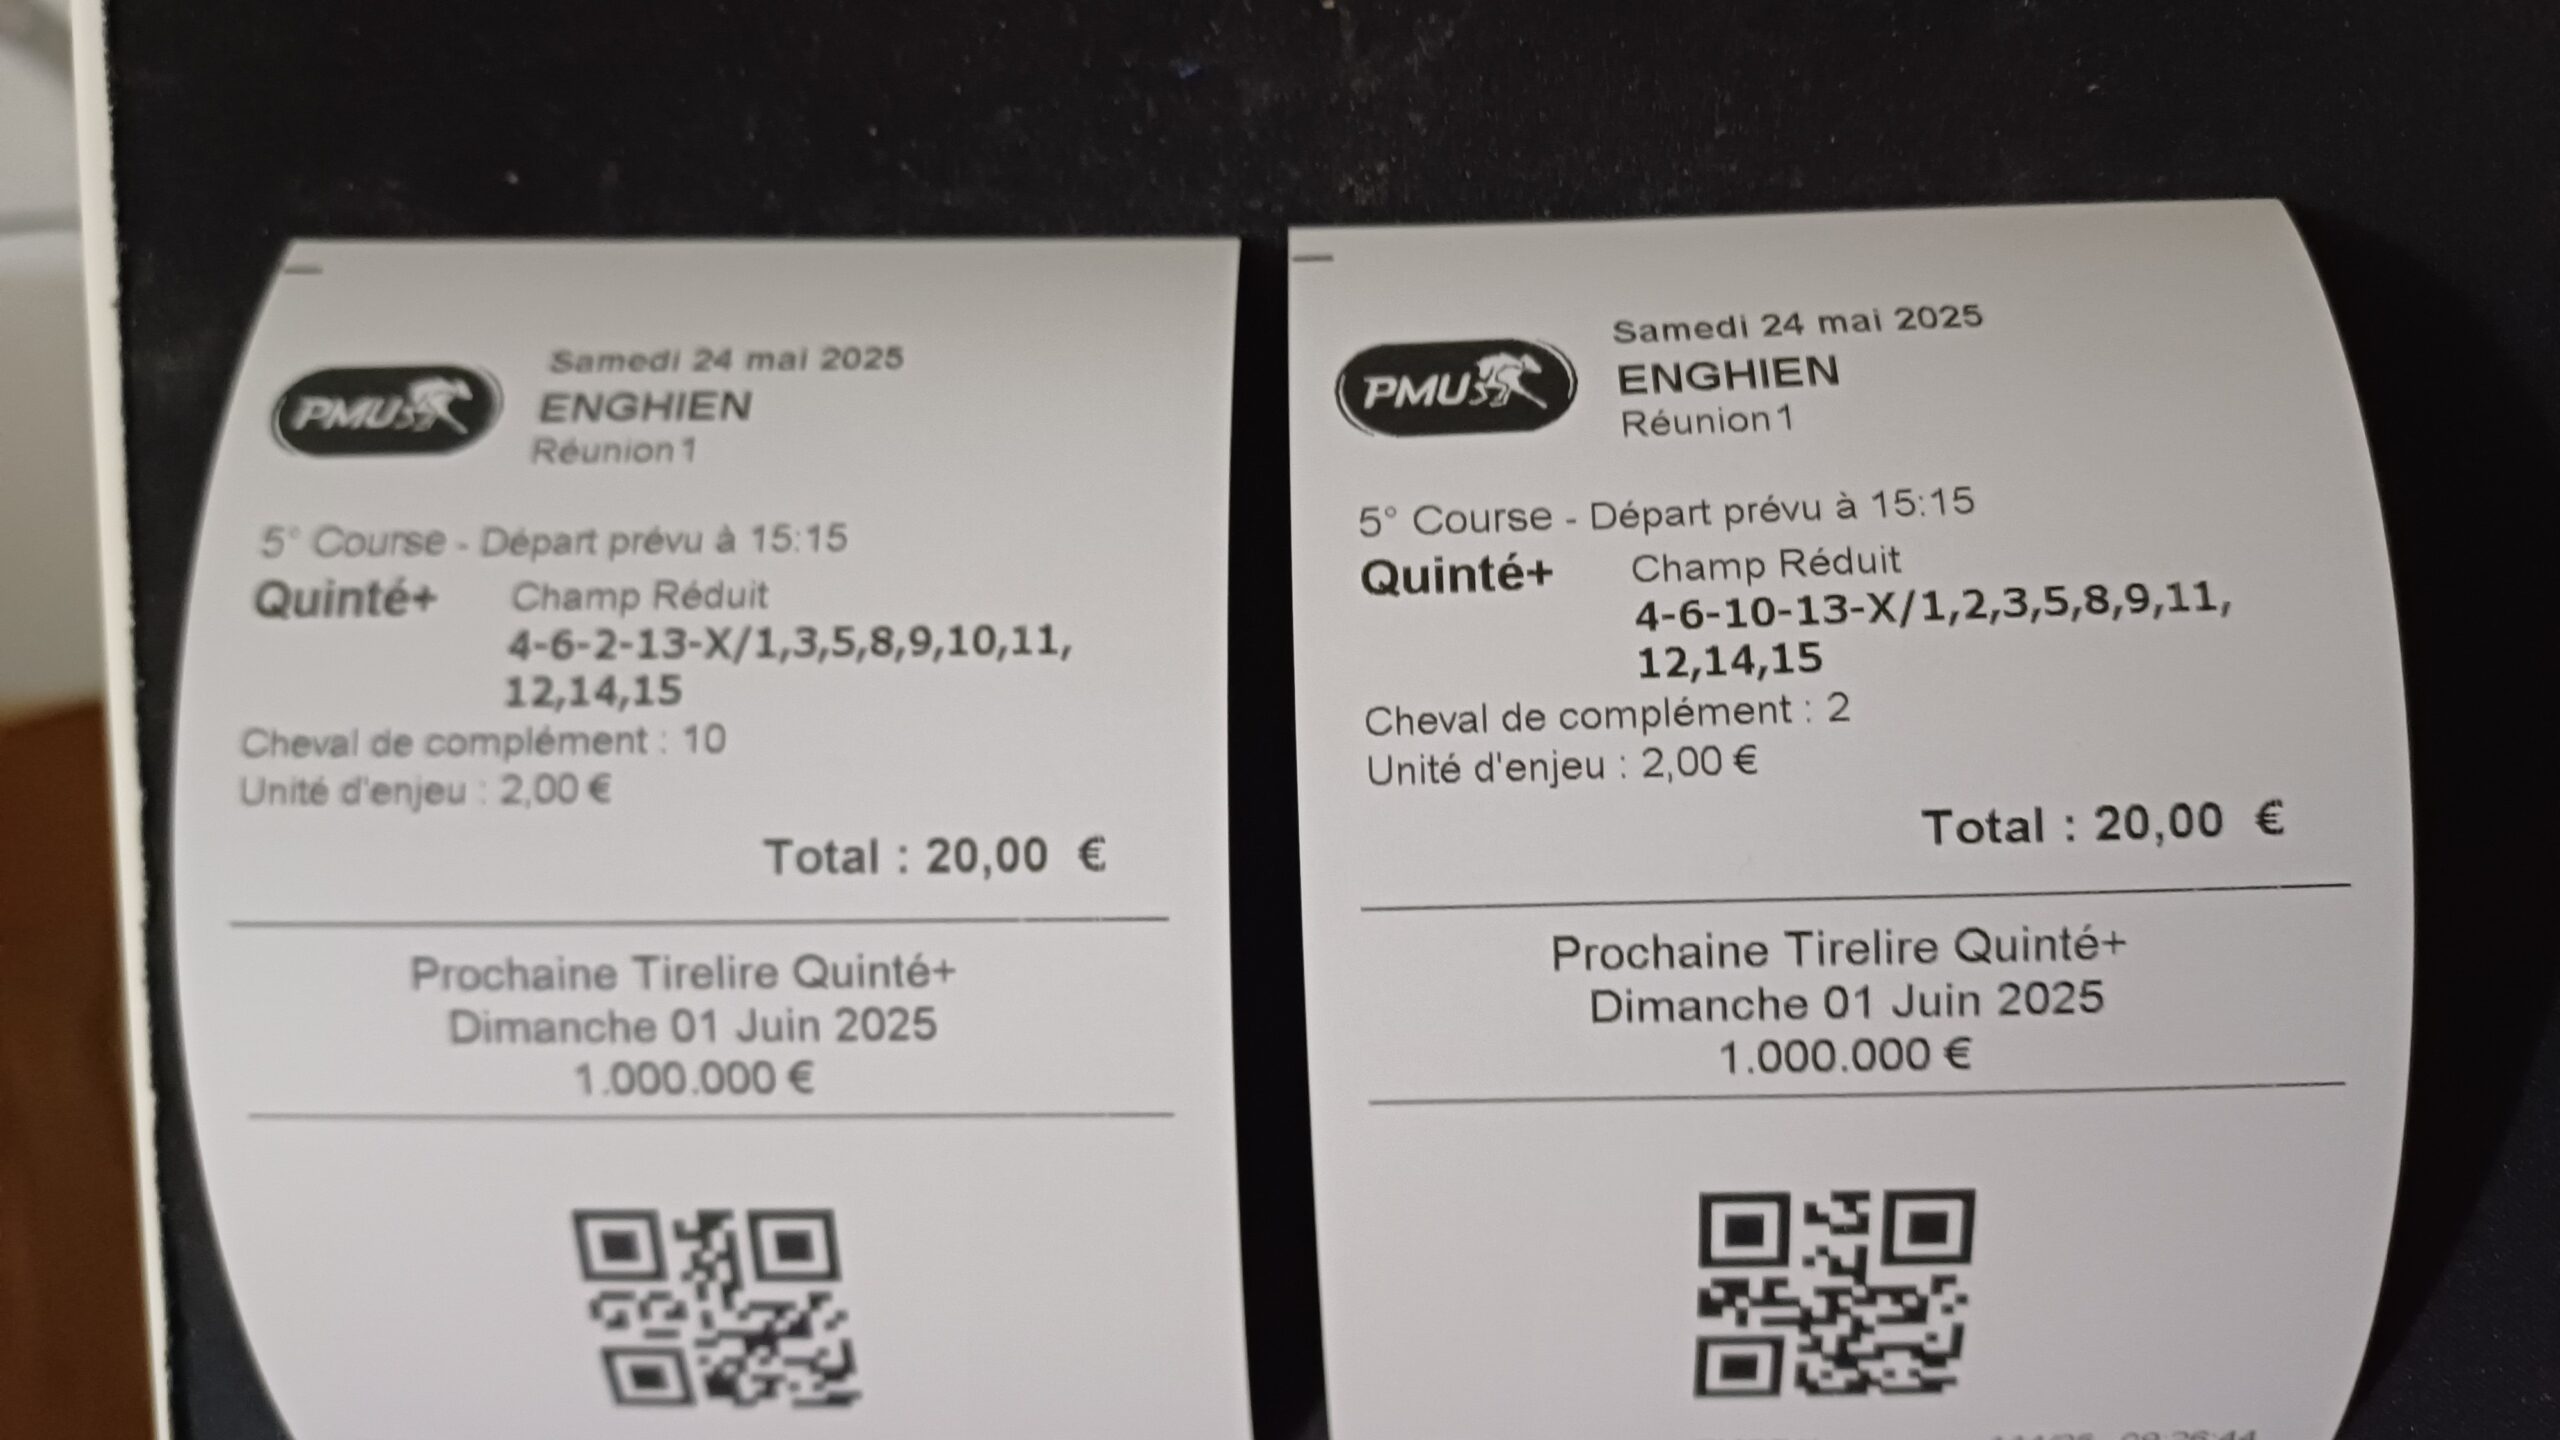 PMU
Samedi 24 mai 2025
ENGHIEN
Réunion 1
5° Course - Départ prévu à 15:15
Quinté+ Champ Réduit
4-6-2-13-X/1,3,5,8,9,10,11,
12,14,15
Cheval de complément : 10
Unité d'enjeu : 2,00 €
Total : 20,00 €
Prochaine Tirelire Quinté+
Dimanche 01 Juin 2025
1.000.000 €
PMU
Samedi 24 mai 2025
ENGHIEN
Réunion 1
5° Course - Départ prévu à 15:15
Quinté+ Champ Réduit
4-6-10-13-X/1,2,3,5,8,9,11,
12,14,15
Cheval de complément : 2
Unité d'enjeu : 2,00 €
Total : 20,00 €
Prochaine Tirelire Quinté+
Dimanche 01 Juin 2025
1.000.000 €